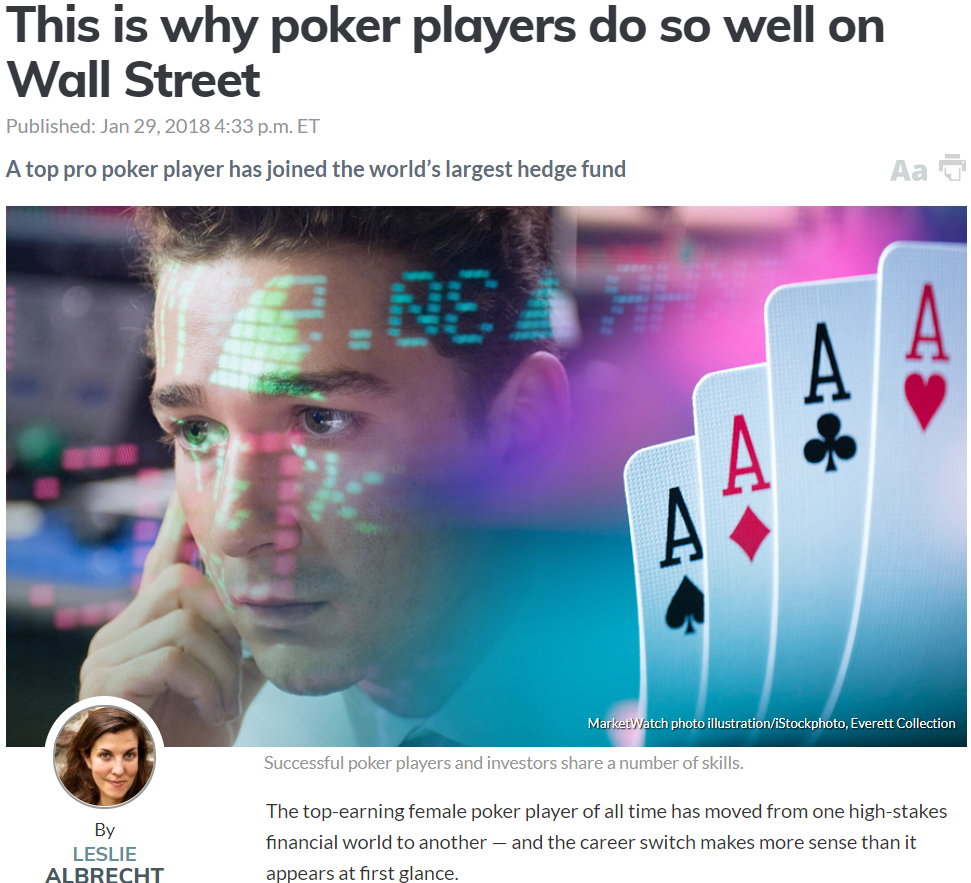 This is why poker players do so well on
Wall Street
Published: Jan 29, 2018 4:33 p.m. ET
A top pro poker player has joined the world’s largest hedge fund
Aa
A
A
A
A
MarketWatch photo illustration/iStockphoto, Everett Collection
Successful poker players and investors share a number of skills.
The top-earning female poker player of all time has moved from one high-stakes
financial world to another — and the career switch makes more sense than it
appears at first glance.
By
LESLIE
ALBRECHT